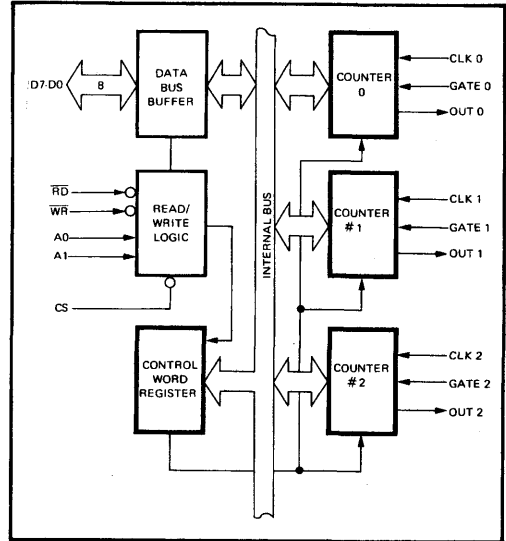 D7-D0
8
DATA
BUS
BUFFER
RD
WR
A0
A1
CS
READ/
WRITE
LOGIC
CONTROL
WORD
REGISTER
INTERNAL BUS
COUNTER
0
CLK 0
GATE 0
OUT 0
COUNTER
#1
CLK 1
GATE 1
OUT 1
COUNTER
#2
CLK 2
GATE 2
OUT 2